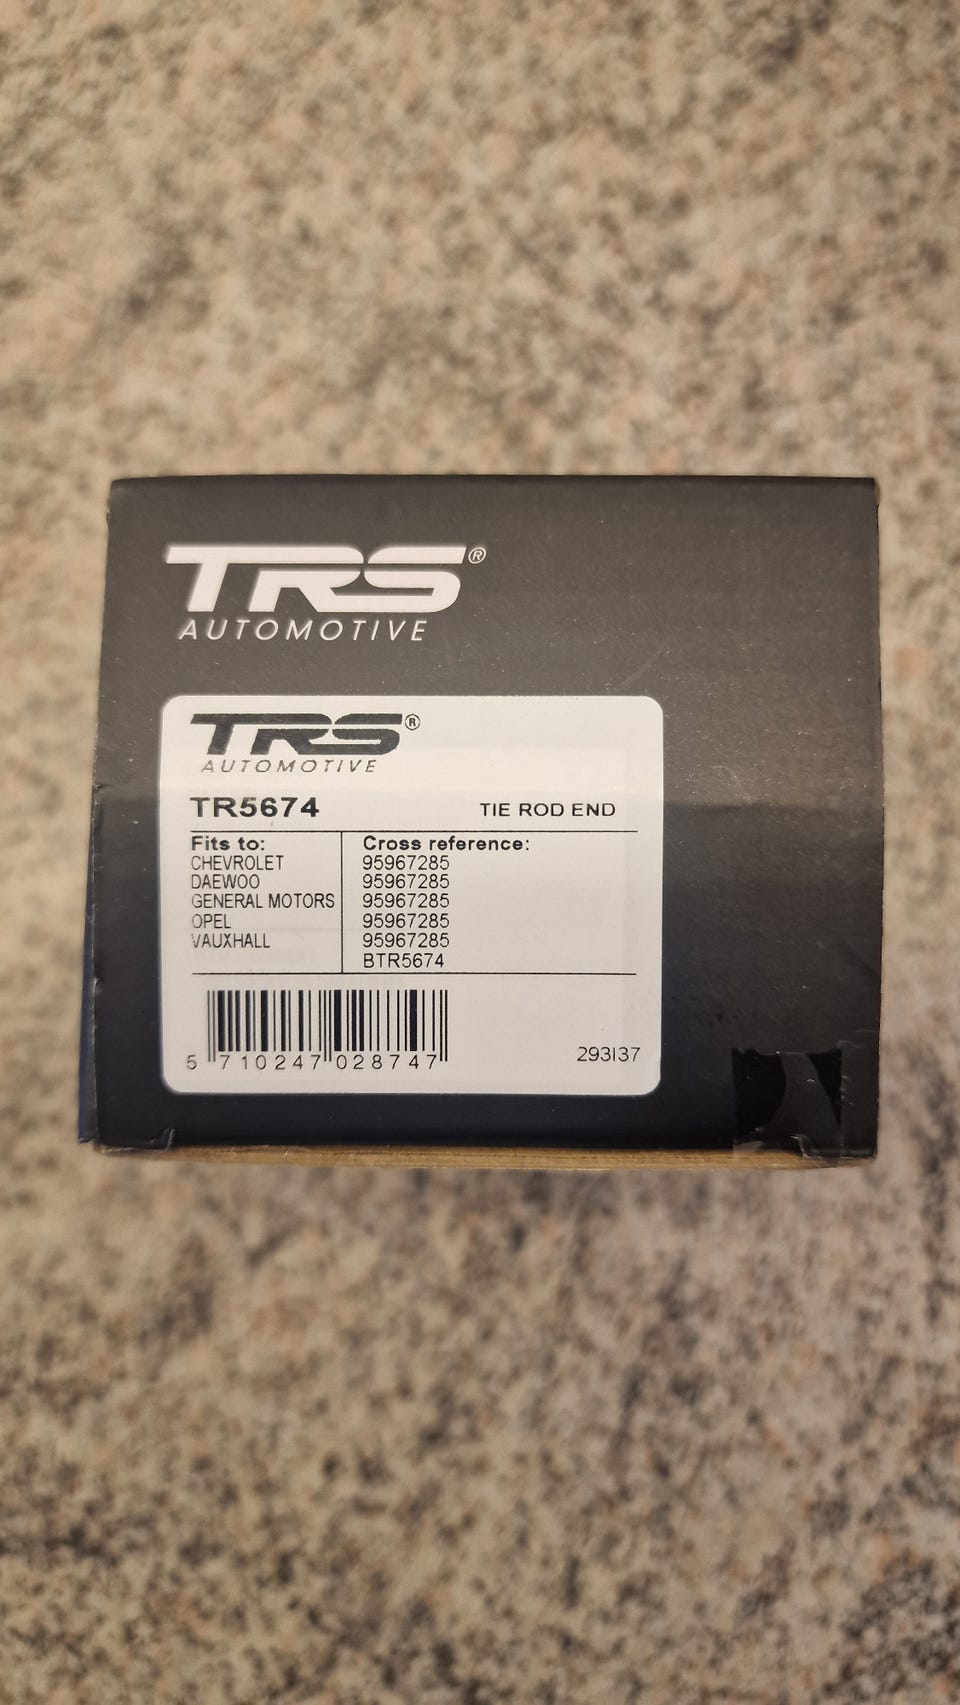 TRS®
AUTOMOTIVE
TRS®
AUTOMOTIVE
TR5674 TIE ROD END
Fits to: Cross reference:
CHEVROLET 95967285
DAEWOO 95967285
GENERAL MOTORS 95967285
OPEL 95967285
VAUXHALL 95967285
BTR5674
5 710247 028747
293137